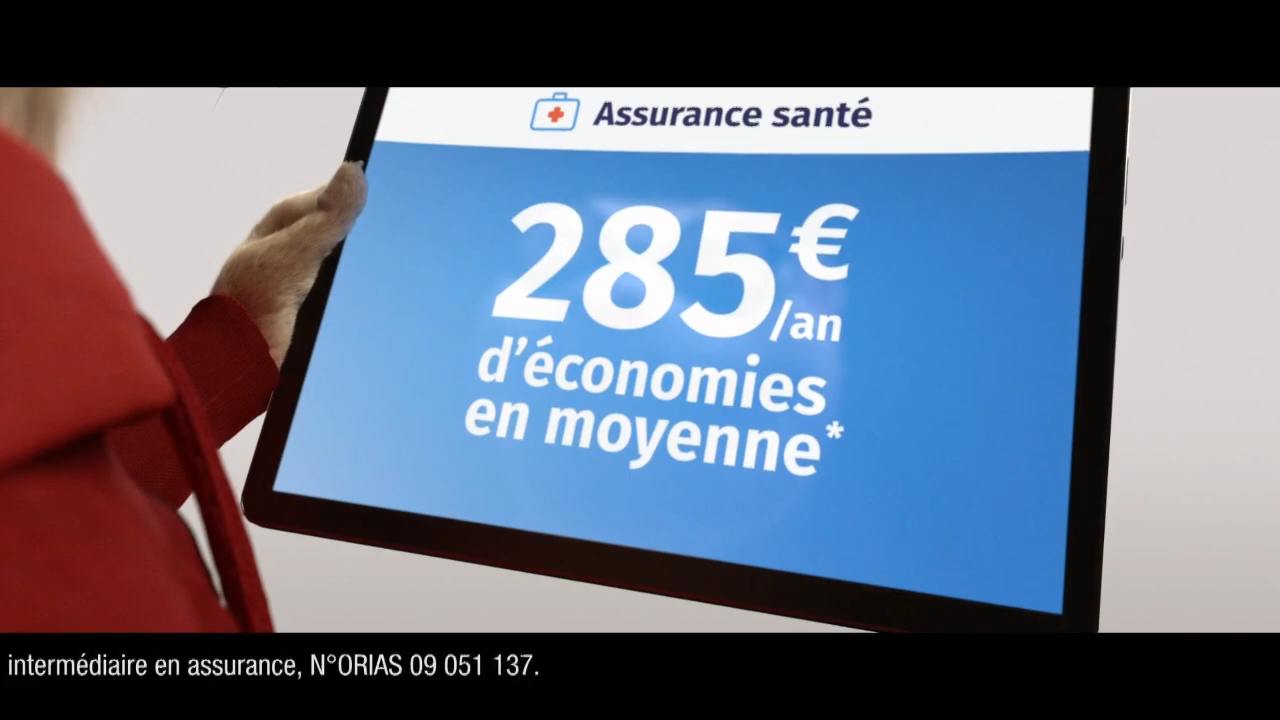 Assurance santé
285€
/an
d'économies
en moyenne*
intermédiaire en assurance, N°ORIAS 09 051 137.